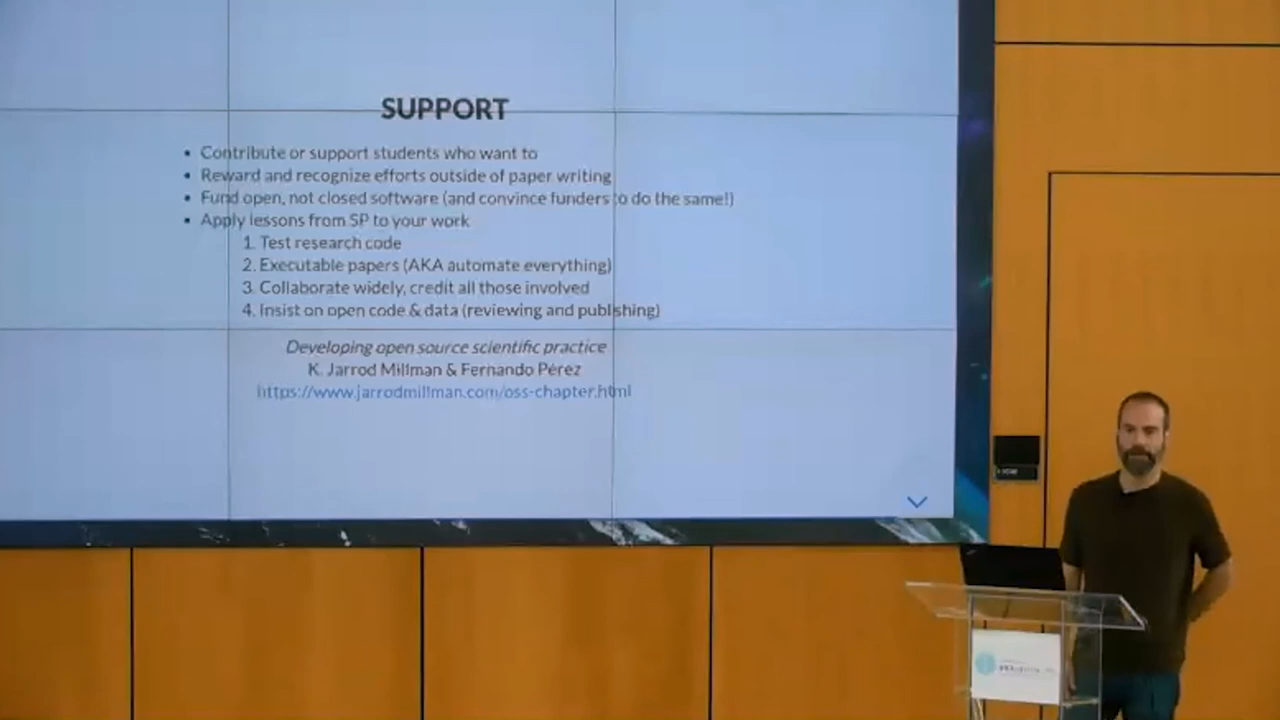 SUPPORT
• Contribute or support students who want to
• Reward and recognize efforts outside of paper writing
• Fund open, not closed software (and convince funders to do the same!)
• Apply lessons from SP to your work
1. Test research code
2. Executable papers (AKA automate everything)
3. Collaborate widely, credit all those involved
4. Insist on open code & data (reviewing and publishing)
Developing open source scientific practice
K. Jarrod Millman & Fernando Pérez
https://www.jarrodmillman.com/oss-chapter.html